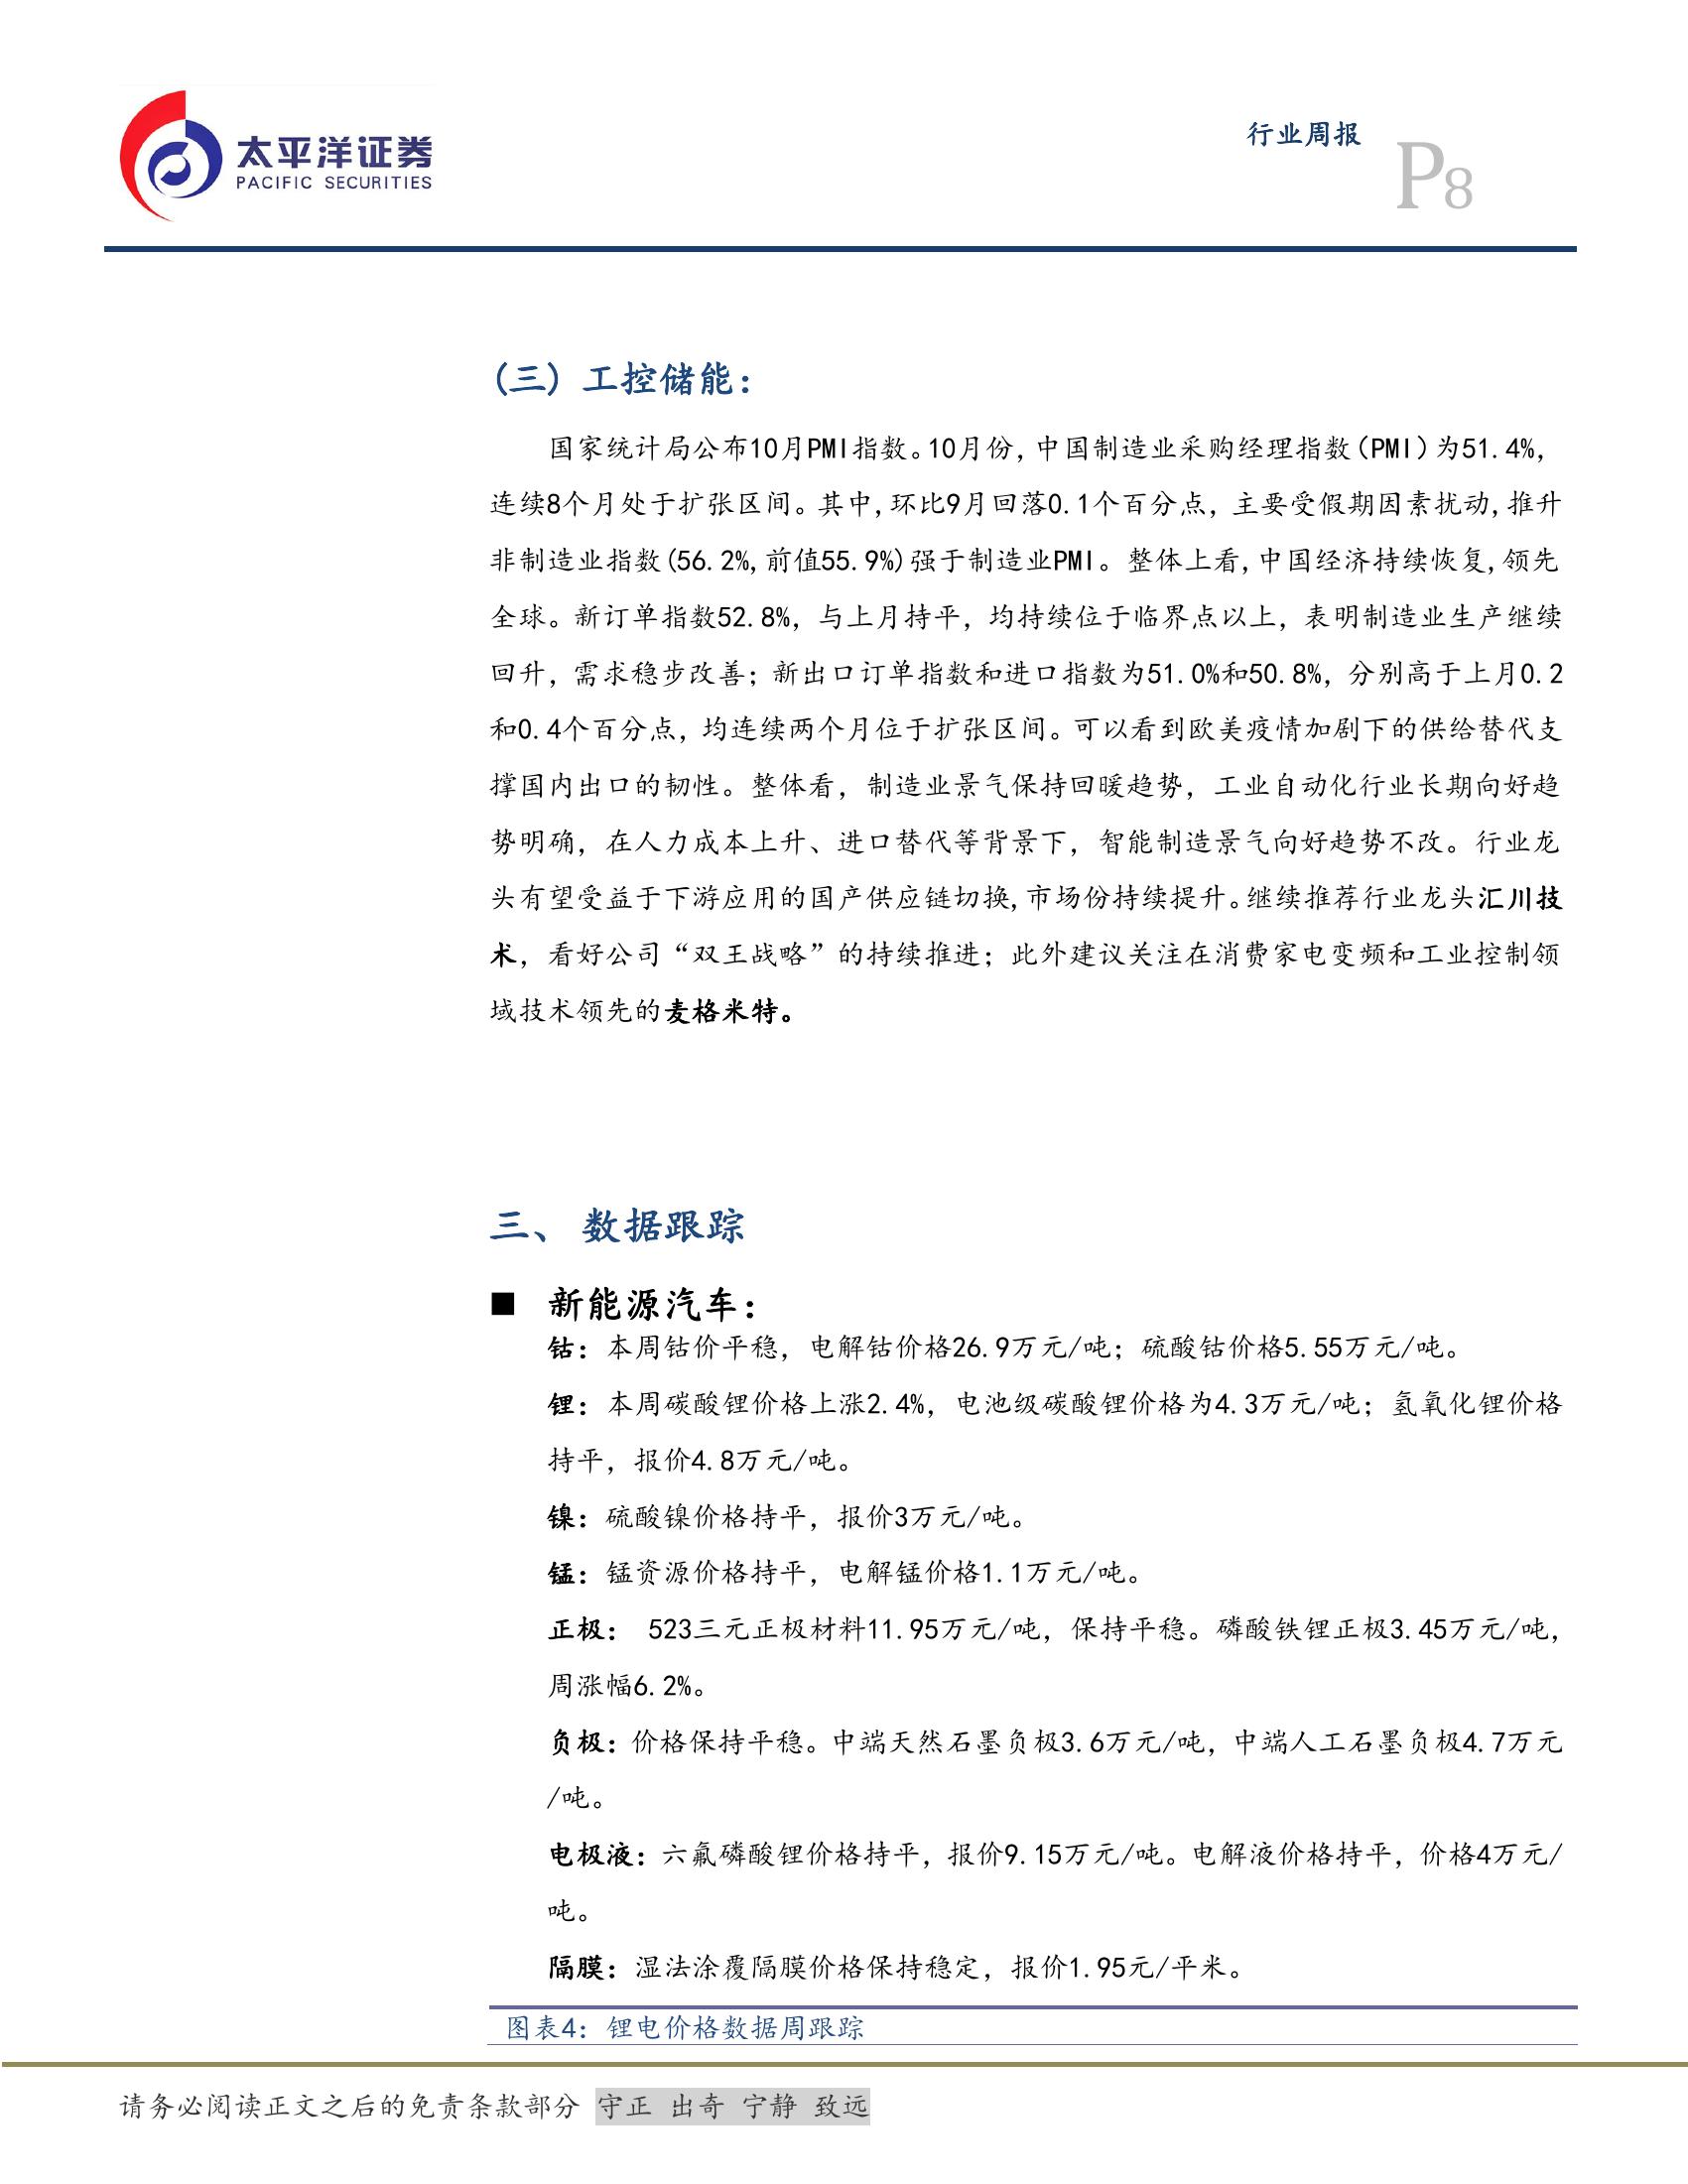 太平洋证券
PACIFIC SECURITIES
行业周报
P8
(三) 工控储能：
国家统计局公布10月PMI指数。10月份，中国制造业采购经理指数（PMI）为51.4%，
连续8个月处于扩张区间。其中,环比9月回落0.1个百分点，主要受假期因素扰动,推升
非制造业指数(56.2%,前值55.9%)强于制造业PMI。整体上看,中国经济持续恢复,领先
全球。新订单指数52.8%，与上月持平，均持续位于临界点以上，表明制造业生产继续
回升，需求稳步改善；新出口订单指数和进口指数为51.0%和50.8%，分别高于上月0.2
和0.4个百分点，均连续两个月位于扩张区间。可以看到欧美疫情加剧下的供给替代支
撑国内出口的韧性。整体看，制造业景气保持回暖趋势，工业自动化行业长期向好趋
势明确，在人力成本上升、进口替代等背景下，智能制造景气向好趋势不改。行业龙
头有望受益于下游应用的国产供应链切换,市场份持续提升。继续推荐行业龙头汇川技
术，看好公司“双王战略”的持续推进；此外建议关注在消费家电变频和工业控制领
域技术领先的麦格米特。
三、 数据跟踪
■ 新能源汽车：
钴：本周钴价平稳，电解钴价格26.9万元/吨；硫酸钴价格5.55万元/吨。
锂：本周碳酸锂价格上涨2.4%，电池级碳酸锂价格为4.3万元/吨；氢氧化锂价格
持平，报价4.8万元/吨。
镍：硫酸镍价格持平，报价3万元/吨。
锰：锰资源价格持平，电解锰价格1.1万元/吨。
正极： 523三元正极材料11.95万元/吨，保持平稳。磷酸铁锂正极3.45万元/吨，
周涨幅6.2%。
负极：价格保持平稳。中端天然石墨负极3.6万元/吨，中端人工石墨负极4.7万元
/吨。
电极液：六氟磷酸锂价格持平，报价9.15万元/吨。电解液价格持平，价格4万元/
吨。
隔膜：湿法涂覆隔膜价格保持稳定，报价1.95元/平米。
图表4：锂电价格数据周跟踪
请务必阅读正文之后的免责条款部分 守正 出奇 宁静 致远